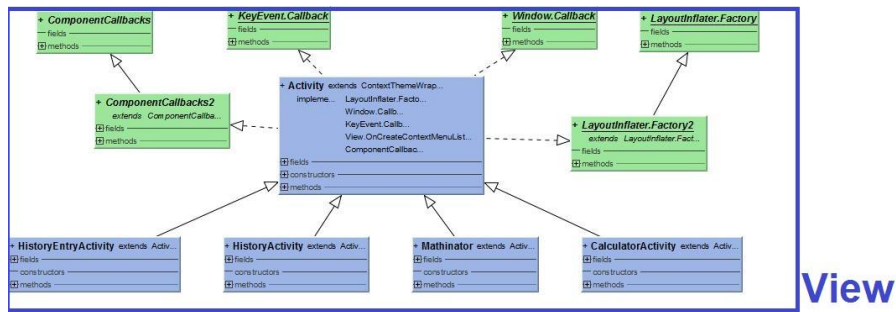 + ComponentCallbacks
fields
methods
+ KeyEvent.Callback
fields
methods
+ Window.Callback
fields
methods
+ LayoutInflater.Factory
fields
methods
+ ComponentCallbacks2
extends ComponentCallba...
fields
methods
+ Activity extends ContextThemeWrap...
impleme... LayoutInflater.Facto...
Window.Callb...
KeyEvent.Callb...
View.OnCreateContextMenuList...
ComponentCallbac...
fields
constructors
methods
+ LayoutInflater.Factory2
extends LayoutInflater.Fact...
fields
methods
+ HistoryEntryActivity extends Activ...
fields
constructors
methods
+ HistoryActivity extends Activ...
fields
constructors
methods
+ Mathinator extends Activ...
fields
constructors
methods
+ CalculatorActivity extends Activ...
fields
constructors
methods
View